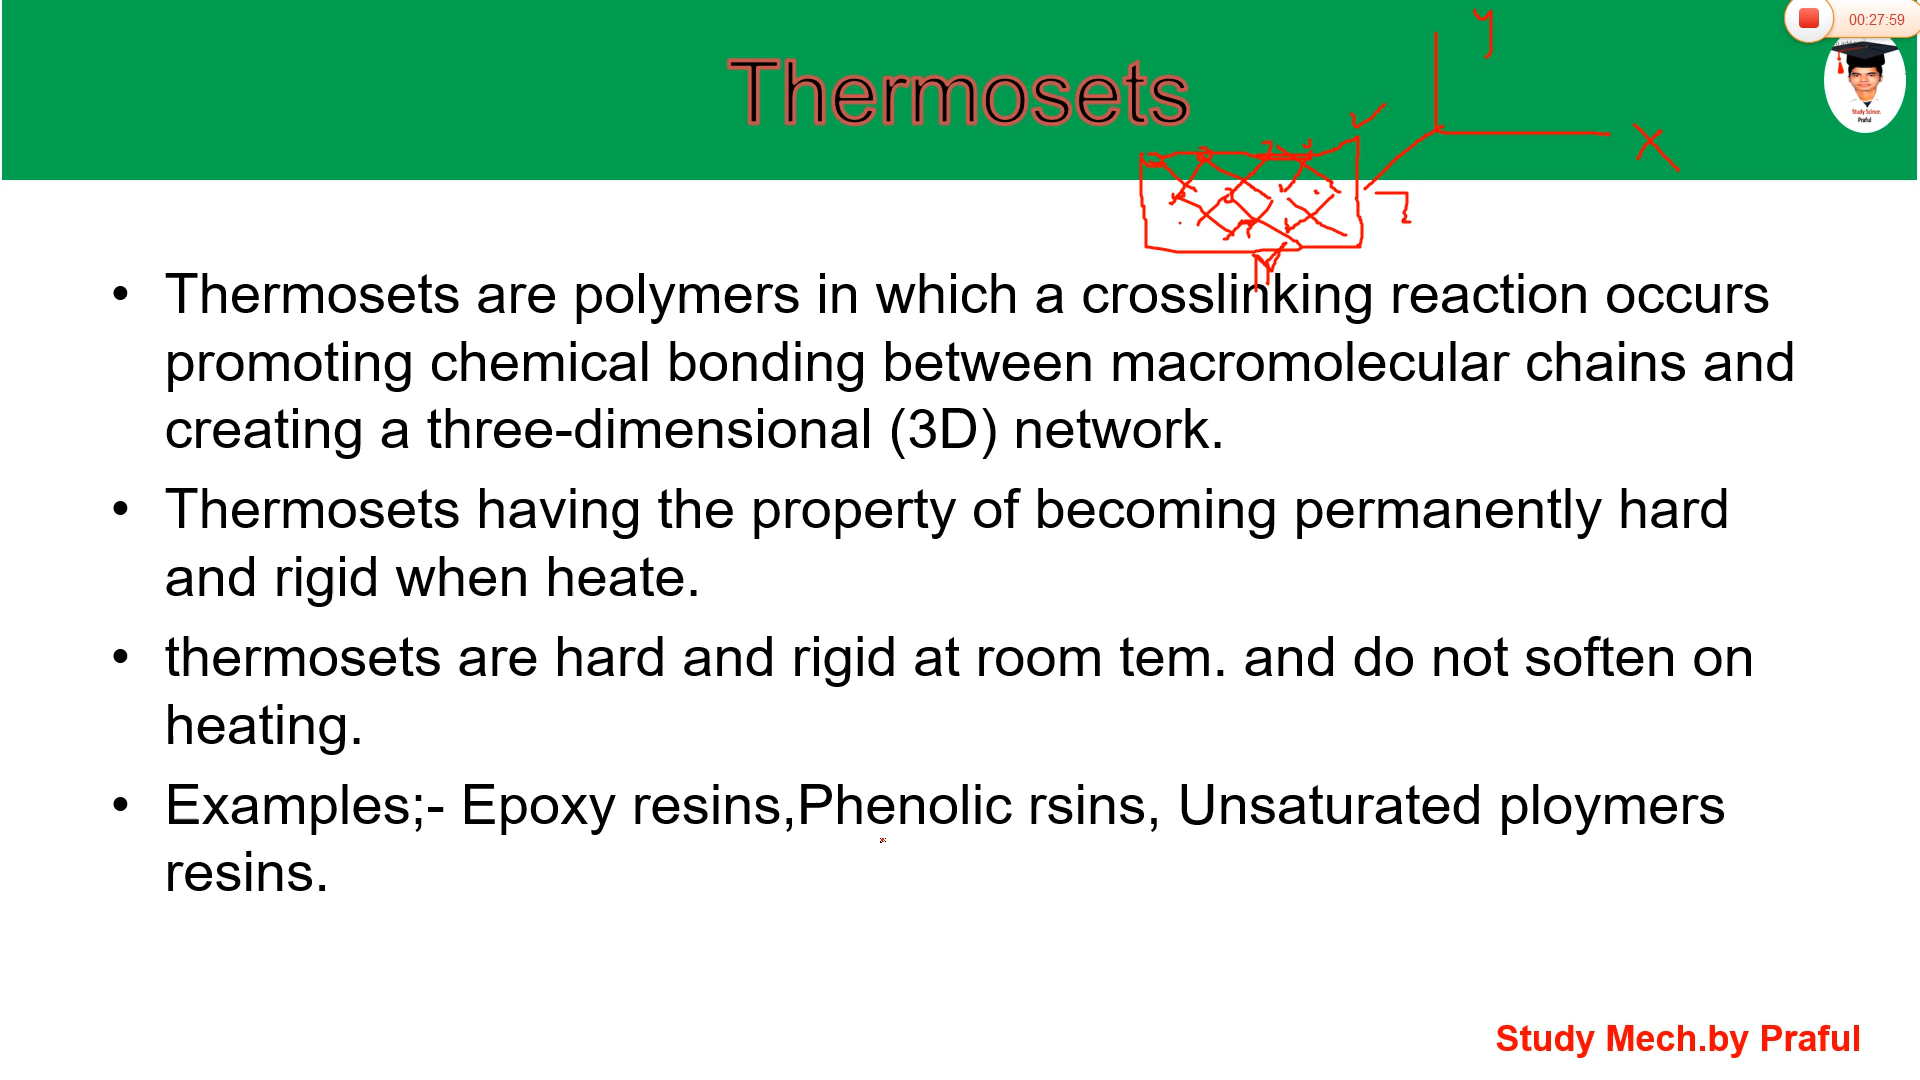 00:27:59
y
Thermosets
x
Study Scince.
Praful
z
• Thermosets are polymers in which a crosslinking reaction occurs
promoting chemical bonding between macromolecular chains and
creating a three-dimensional (3D) network.
• Thermosets having the property of becoming permanently hard
and rigid when heate.
• thermosets are hard and rigid at room tem. and do not soften on
heating.
• Examples;- Epoxy resins,Phenolic rsins, Unsaturated ploymers
resins.
Study Mech.by Praful